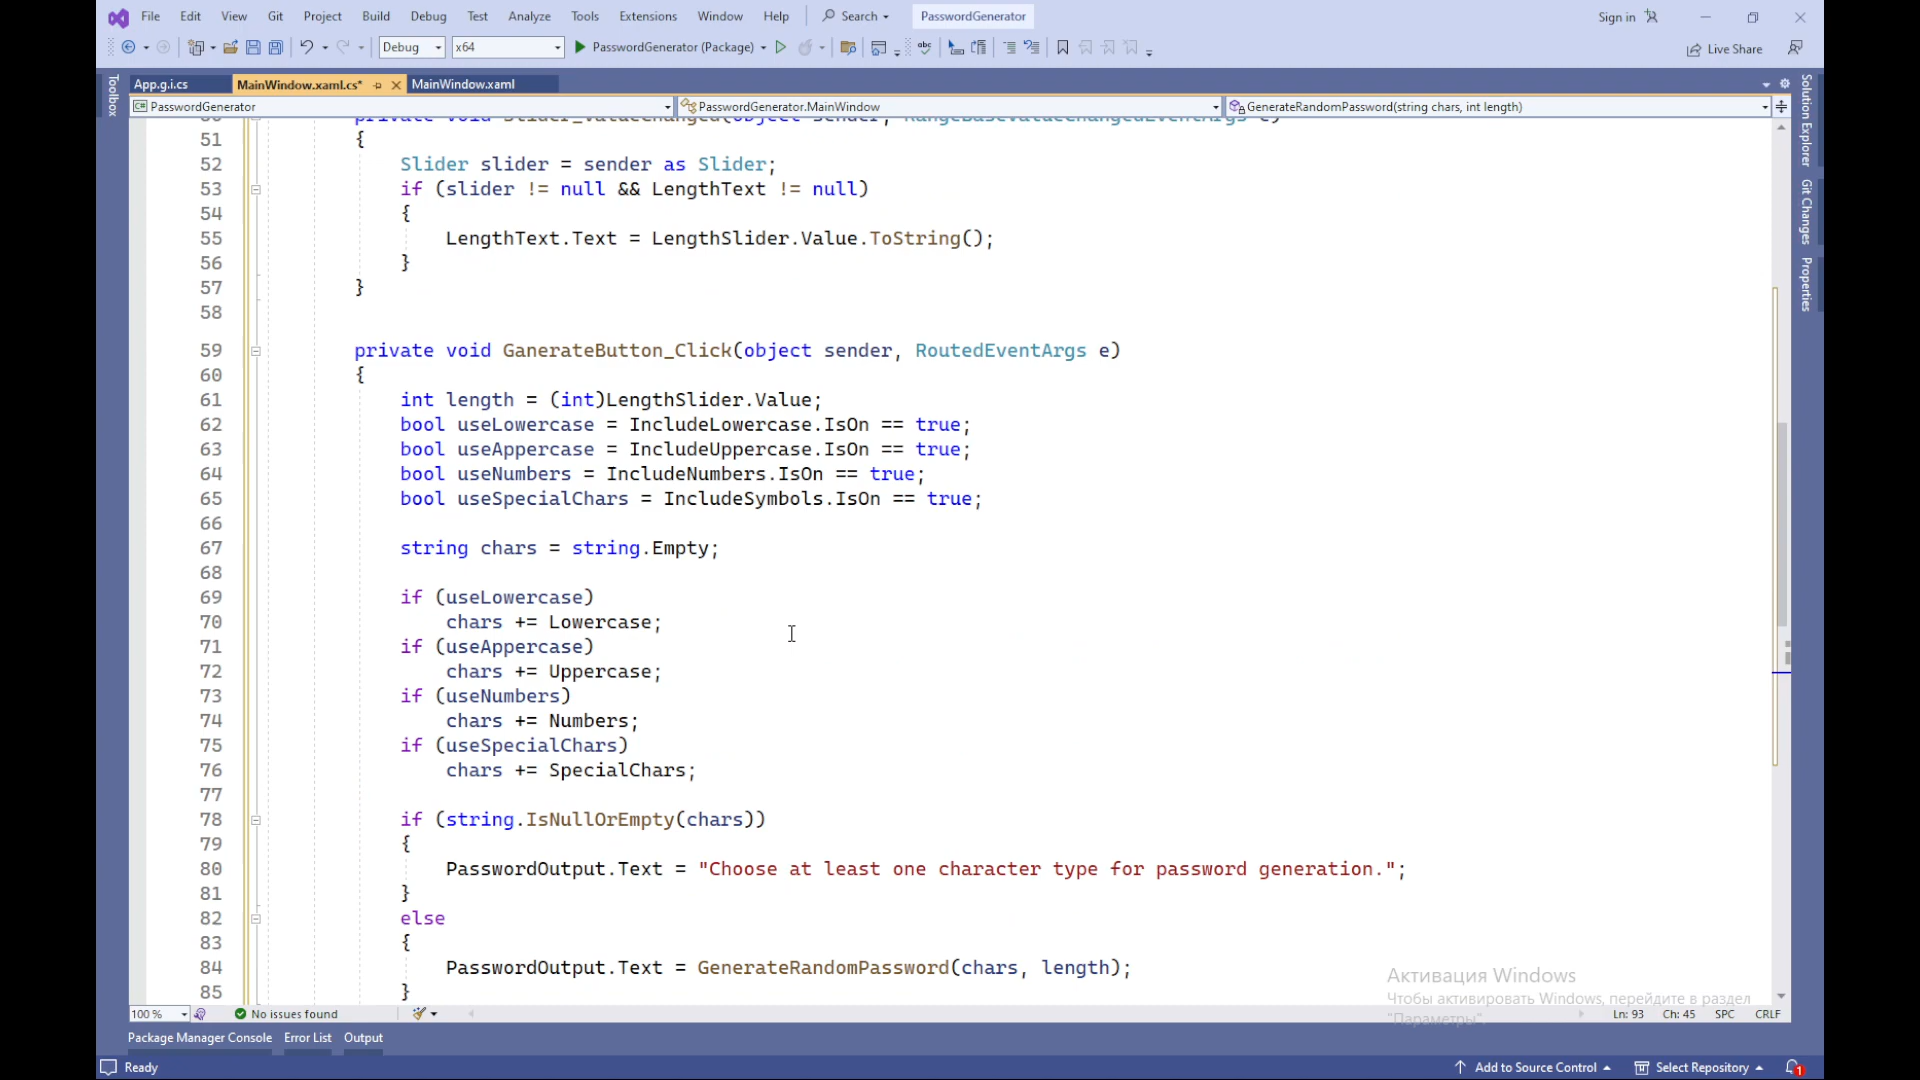 File Edit View Git Project Build Debug Test Analyze Tools Extensions Window Help Search PasswordGenerator Sign in
Debug x64 PasswordGenerator (Package) Live Share
Toolbox App.g.i.cs MainWindow.xaml.cs* MainWindow.xaml Solution Explorer
C# PasswordGenerator PasswordGenerator.MainWindow GenerateRandomPassword(string chars, int length)
private void Slider_ValueChanged(object sender, RangeBaseValueChangedEventArgs e)
51 {
52 Slider slider = sender as Slider;
53 if (slider != null && LengthText != null)
Git Changes
54 {
55 LengthText.Text = LengthSlider.Value.ToString();
56 }
Properties
57 }
58
59 private void GanerateButton_Click(object sender, RoutedEventArgs e)
60 {
61 int length = (int)LengthSlider.Value;
62 bool useLowercase = IncludeLowercase.IsOn == true;
63 bool useAppercase = IncludeUppercase.IsOn == true;
64 bool useNumbers = IncludeNumbers.IsOn == true;
65 bool useSpecialChars = IncludeSymbols.IsOn == true;
66
67 string chars = string.Empty;
68
69 if (useLowercase)
70 chars += Lowercase;
71 if (useAppercase)
72 chars += Uppercase;
73 if (useNumbers)
74 chars += Numbers;
75 if (useSpecialChars)
76 chars += SpecialChars;
77
78 if (string.IsNullOrEmpty(chars))
79 {
80 PasswordOutput.Text = "Choose at least one character type for password generation.";
81 }
82 else
83 {
84 PasswordOutput.Text = GenerateRandomPassword(chars, length);
85 }
Активация Windows
Чтобы активировать Windows, перейдите в раздел
"Параметры".
100 % No issues found Ln: 93 Ch: 45 SPC CRLF
Package Manager Console Error List Output
Ready Add to Source Control Select Repository 1